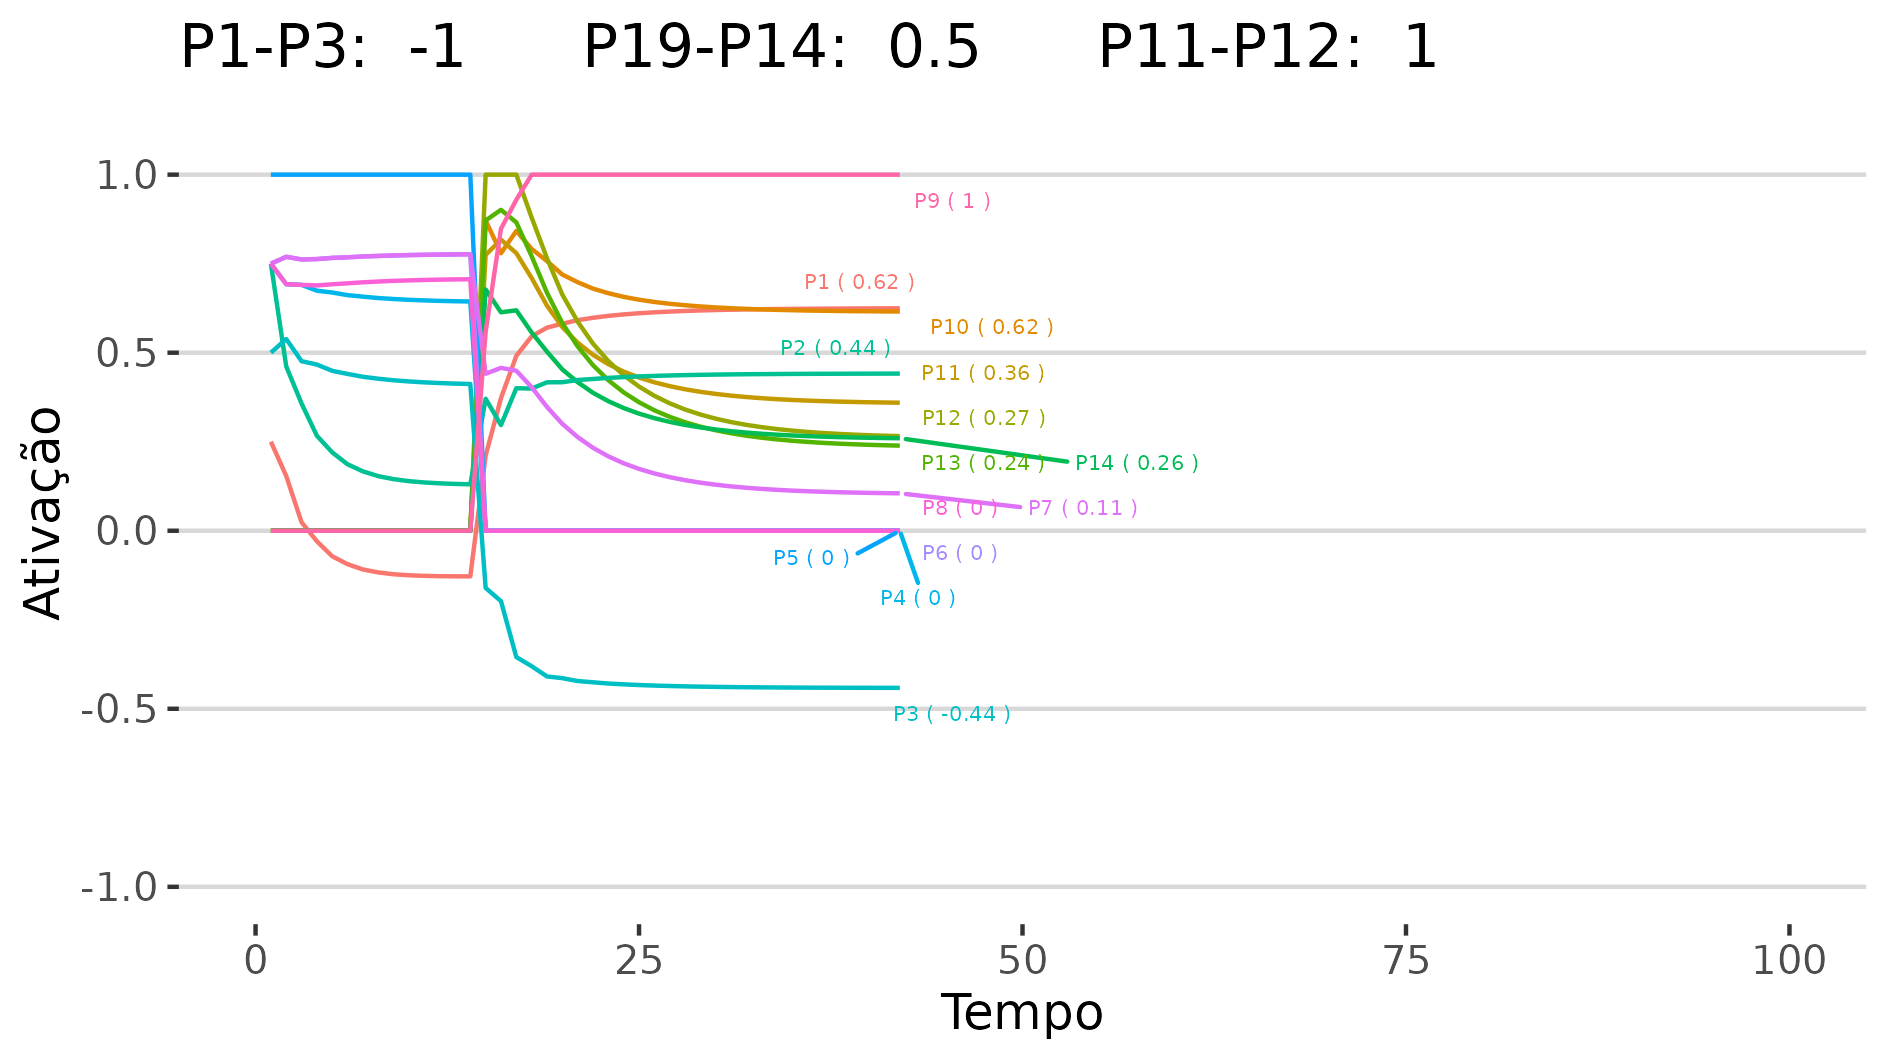 P1-P3: -1 P19-P14: 0.5 P11-P12: 1
1.0
P9 ( 1 )
P1 ( 0.62 )
P10 ( 0.62 )
0.5
P2 ( 0.44 )
P11 ( 0.36 )
P12 ( 0.27 )
P13 ( 0.24 )
P14 ( 0.26 )
P8 ( 0 )
P7 ( 0.11 )
0.0
P5 ( 0 )
P6 ( 0 )
P4 ( 0 )
-0.5
P3 ( -0.44 )
-1.0
Ativação
0 25 50 75 100
Tempo